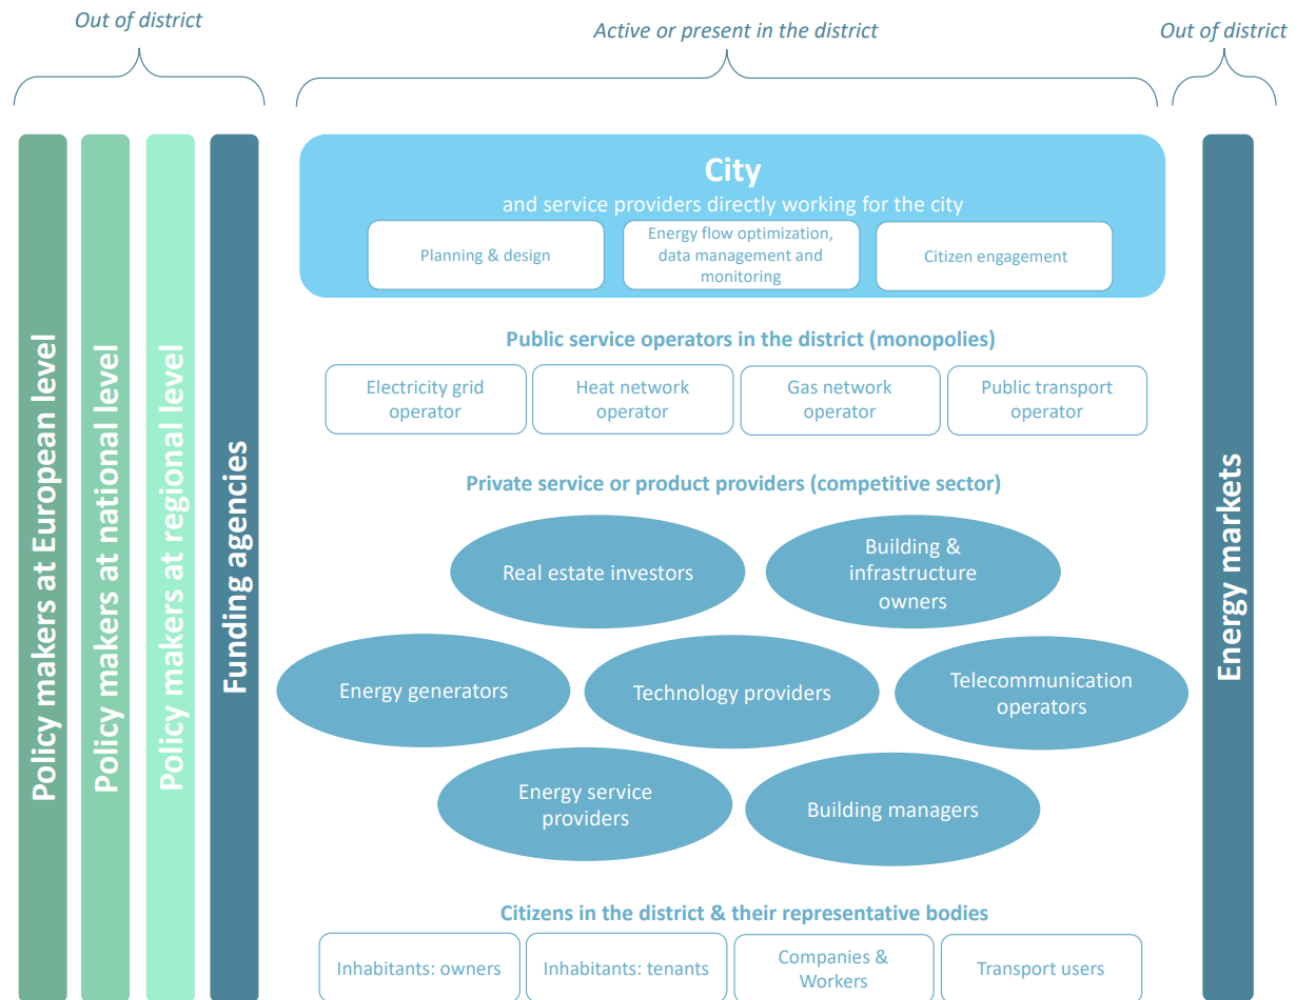 Out of district
Active or present in the district
Out of district
Policy makers at European level
Policy makers at national level
Policy makers at regional level
Funding agencies
City
and service providers directly working for the city
Planning & design
Energy flow optimization,
data management and
monitoring
Citizen engagement
Public service operators in the district (monopolies)
Electricity grid
operator
Heat network
operator
Gas network
operator
Public transport
operator
Private service or product providers (competitive sector)
Real estate investors
Building &
infrastructure
owners
Energy generators
Technology providers
Telecommunication
operators
Energy service
providers
Building managers
Citizens in the district & their representative bodies
Inhabitants: owners
Inhabitants: tenants
Companies &
Workers
Transport users
Energy markets